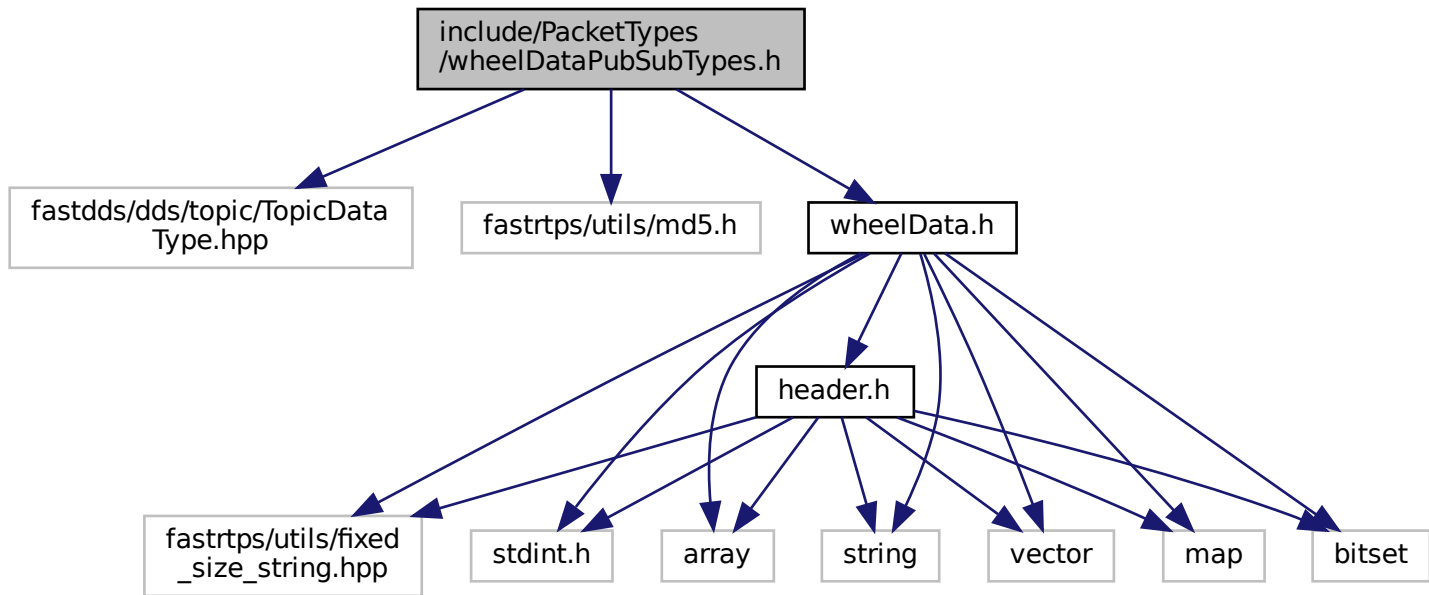 include/PacketTypes
/wheelDataPubSubTypes.h
fastdds/dds/topic/TopicData
Type.hpp
fastrtps/utils/md5.h
wheelData.h
header.h
fastrtps/utils/fixed
_size_string.hpp
stdint.h
array
string
vector
map
bitset